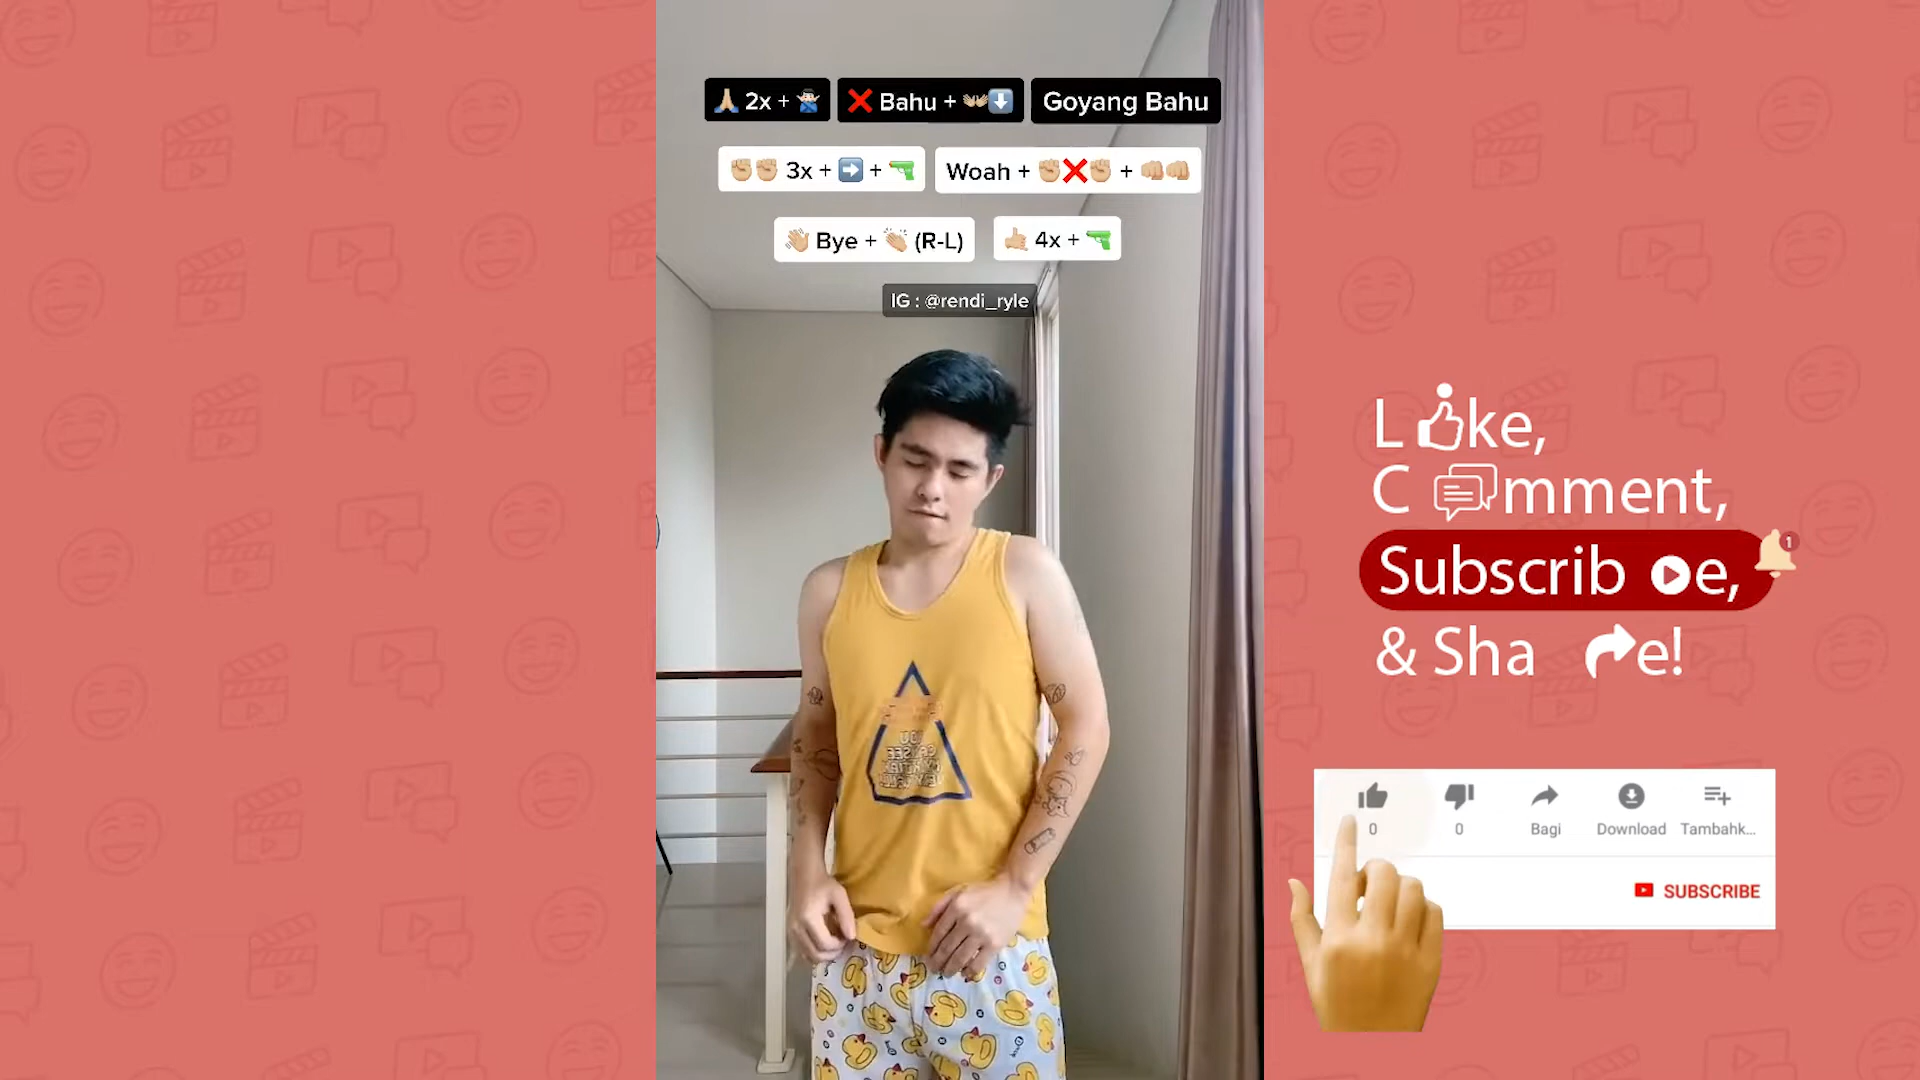 🙏🏼 2x + 🙅🏻‍♂️ ❌ Bahu + 👐🏼⬇️ Goyang Bahu
✊🏼✊🏼 3x + ➡️ + 🔫 Woah + ✊🏼❌✊🏼 + 👊🏼👊🏼
👋🏼 Bye + 👏🏼 (R-L) 🤙🏼 4x + 🔫
IG : @rendi_ryle
Like,
Comment,
Subscribe,
1
& Share!
0 0 Bagi Download Tambahk...
SUBSCRIBE